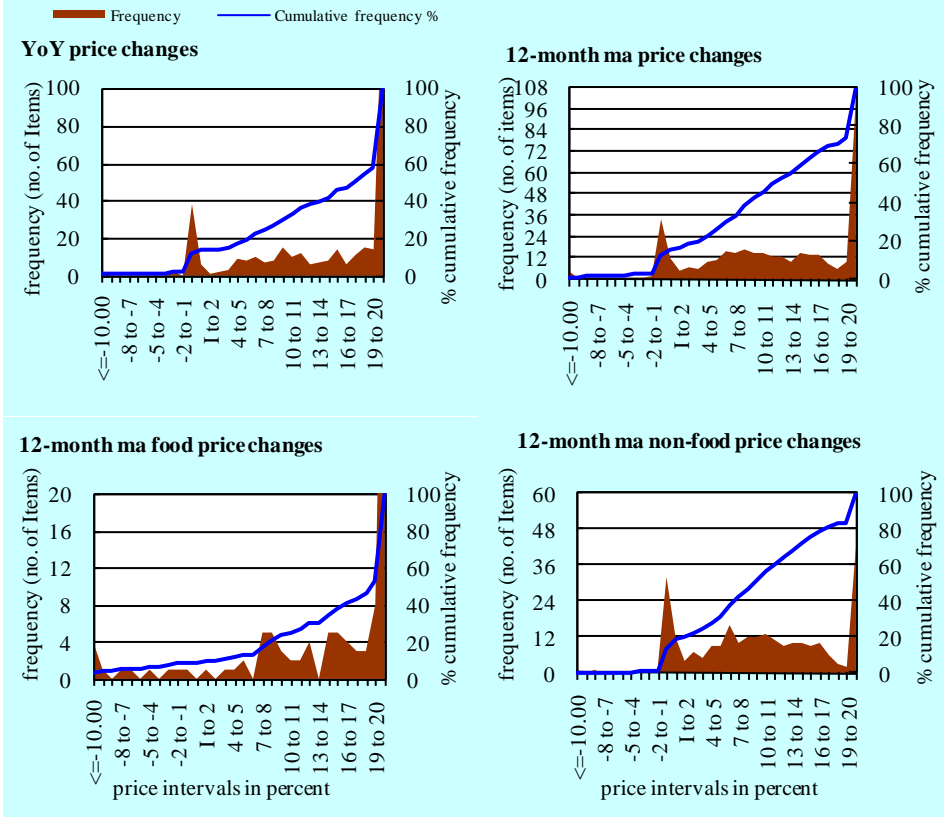 Frequency
Cumulative frequency %
YoY price changes
frequency (no. of Items)
100
80
60
40
20
0
100
80
60
40
20
0
% cumulative frequency
<=-10.00
-8 to -7
-5 to -4
-2 to -1
I to 2
4 to 5
7 to 8
10 to 11
13 to 14
16 to 17
19 to 20
12-month ma price changes
frequency (no. of items)
108
96
84
72
60
48
36
24
12
0
100
80
60
40
20
0
% cumulative frequency
<=-10.00
-8 to -7
-5 to -4
-2 to -1
I to 2
4 to 5
7 to 8
10 to 11
13 to 14
16 to 17
19 to 20
12-month ma food price changes
frequency (no. of Items)
20
16
12
8
4
0
100
80
60
40
20
0
% cumulative frequency
<=-10.00
-8 to -7
-5 to -4
-2 to -1
I to 2
4 to 5
7 to 8
10 to 11
13 to 14
16 to 17
19 to 20
price intervals in percent
12-month ma non-food price changes
frequency (no. of Items)
60
48
36
24
12
0
100
80
60
40
20
0
% cumulative frequency
<=-10.00
-8 to -7
-5 to -4
-2 to -1
I to 2
4 to 5
7 to 8
10 to 11
13 to 14
16 to 17
19 to 20
price intervals in percent